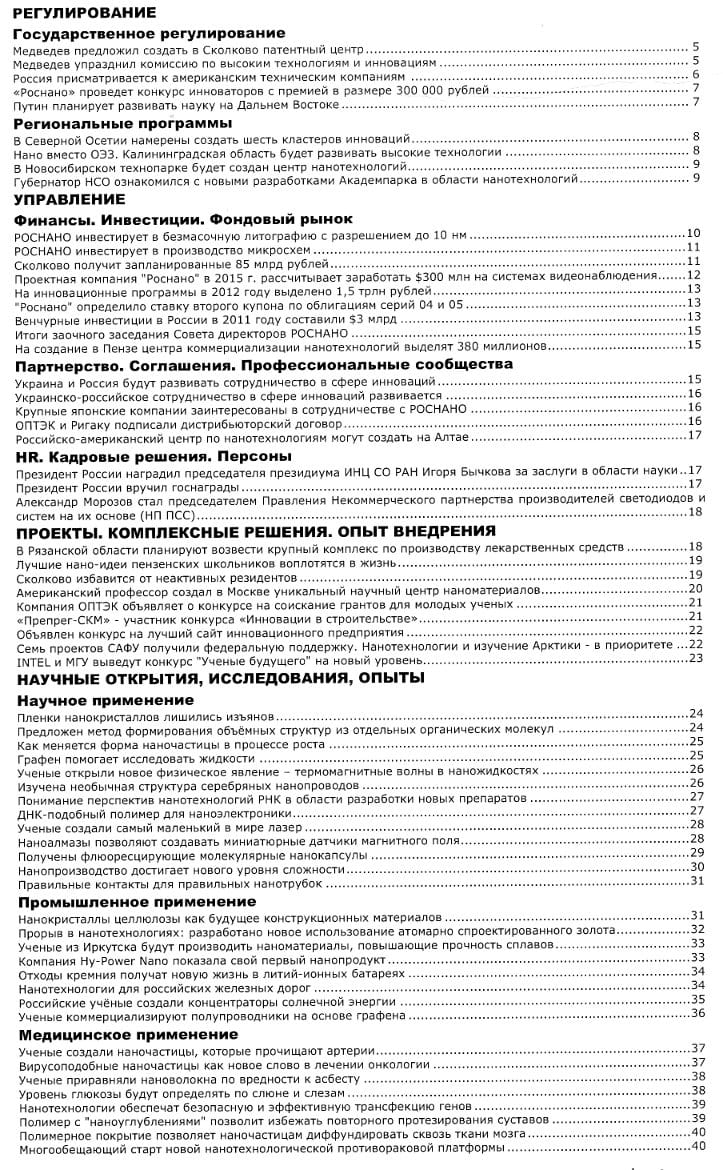 РЕГУЛИРОВАНИЕ
Государственное регулирование
Медведев предложил создать в Сколково патентный центр 5
Медведев упразднил комиссию по высоким технологиям и инновациям 5
Россия присматривается к американским техническим компаниям 6
«Роснано» проведет конкурс инноваторов с премией в размере 300 000 рублей 7
Путин планирует развивать науку на Дальнем Востоке 7
Региональные программы
В Северной Осетии намерены создать шесть кластеров инноваций 8
Нано вместо ОЭЗ. Калининградская область будет развивать высокие технологии 8
В Новосибирском технопарке будет создан центр нанотехнологий 9
Губернатор НСО ознакомился с новыми разработками Академпарка в области нанотехнологий 9
УПРАВЛЕНИЕ
Финансы. Инвестиции. Фондовый рынок
РОСНАНО инвестирует в безмасочную литографию с разрешением до 10 нм 10
РОСНАНО инвестирует в производство микросхем 11
Сколково получит запланированные 85 млрд рублей 11
Проектная компания "Роснано" в 2015 г. рассчитывает заработать $300 млн на системах видеонаблюдения 12
На инновационные программы в 2012 году выделено 1,5 трлн рублей 13
"Роснано" определило ставку второго купона по облигациям серий 04 и 05 13
Венчурные инвестиции в России в 2011 году составили $3 млрд 13
Итоги заочного заседания Совета директоров РОСНАНО 15
На создание в Пензе центра коммерциализации нанотехнологий выделят 380 миллионов 15
Партнерство. Соглашения. Профессиональные сообщества
Украина и Россия будут развивать сотрудничество в сфере инноваций 15
Украинско-российское сотрудничество в сфере инноваций развивается 16
Крупные японские компании заинтересованы в сотрудничестве с РОСНАНО 16
ОПТЭК и Ригаку подписали дистрибьюторский договор 16
Российско-американский центр по нанотехнологиям могут создать на Алтае 17
HR. Кадровые решения. Персоны
Президент России наградил председателя президиума ИНЦ СО РАН Игоря Бычкова за заслуги в области науки 17
Президент России вручил госнаграды 17
Александр Морозов стал председателем Правления Некоммерческого партнерства производителей светодиодов и
систем на их основе (НП ПСС) 18
ПРОЕКТЫ. КОМПЛЕКСНЫЕ РЕШЕНИЯ. ОПЫТ ВНЕДРЕНИЯ
В Рязанской области планируют возвести крупный комплекс по производству лекарственных средств 18
Лучшие нано-идеи пензенских школьников воплотятся в жизнь 19
Сколково избавится от неактивных резидентов 19
Американский профессор создал в Москве уникальный научный центр наноматериалов 20
Компания ОПТЭК объявляет о конкурсе на соискание грантов для молодых ученых 21
«Препрег-СКМ» - участник конкурса «Инновации в строительстве» 21
Объявлен конкурс на лучший сайт инновационного предприятия 22
Семь проектов САФУ получили федеральную поддержку. Нанотехнологии и изучение Арктики - в приоритете 22
INTEL и МГУ выведут конкурс "Ученые будущего" на новый уровень 23
НАУЧНЫЕ ОТКРЫТИЯ, ИССЛЕДОВАНИЯ, ОПЫТЫ
Научное применение
Пленки нанокристаллов лишились изъянов 24
Предложен метод формирования объёмных структур из отдельных органических молекул 24
Как меняется форма наночастицы в процессе роста 25
Графен помогает исследовать жидкости 25
Ученые открыли новое физическое явление – термомагнитные волны в наножидкостях 26
Изучена необычная структура серебряных нанопроводов 26
Понимание перспектив нанотехнологий РНК в области разработки новых препаратов 27
ДНК-подобный полимер для наноэлектроники 27
Ученые создали самый маленький в мире лазер 28
Наноалмазы позволяют создавать миниатюрные датчики магнитного поля 28
Получены флюоресцирующие молекулярные нанокапсулы 29
Нанопроизводство достигает нового уровня сложности 30
Правильные контакты для правильных нанотрубок 31
Промышленное применение
Нанокристаллы целлюлозы как будущее конструкционных материалов 31
Прорыв в нанотехнологиях: разработано новое использование атомарно спроектированного золота 32
Ученые из Иркутска будут производить наноматериалы, повышающие прочность сплавов 33
Компания Hy-Power Nano показала свой первый нанопродукт 33
Отходы кремния получат новую жизнь в литий-ионных батареях 34
Нанотехнологии для российских железных дорог 34
Российские учёные создали концентраторы солнечной энергии 35
Ученые коммерциализируют полупроводники на основе графена 36
Медицинское применение
Ученые создали наночастицы, которые прочищают артерии 37
Вирусоподобные наночастицы как новое слово в лечении онкологии 37
Ученые приравняли нановолокна по вредности к асбесту 38
Уровень глюкозы будут определять по слюне и слезам 38
Нанотехнологии обеспечат безопасную и эффективную трансфекцию генов 39
Полимер с "наноуглублениями" позволит избежать повторного протезирования суставов 39
Полимерное покрытие позволяет наночастицам диффундировать сквозь ткани мозга 40
Многообещающий старт новой нанотехнологической противораковой платформы 40